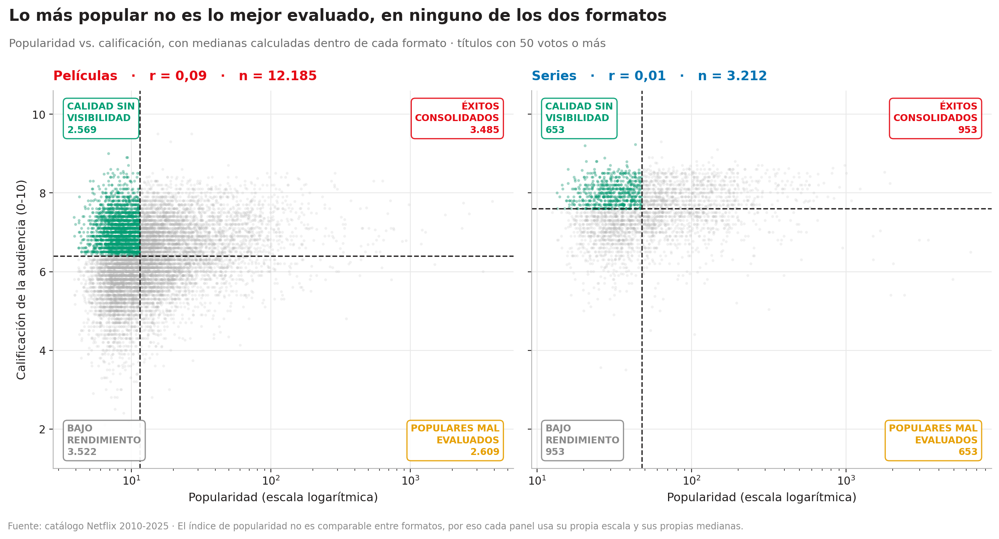 Lo más popular no es lo mejor evaluado, en ninguno de los dos formatos
Popularidad vs. calificación, con medianas calculadas dentro de cada formato · títulos con 50 votos o más
Películas · r = 0,09 · n = 12.185
CALIDAD SIN
VISIBILIDAD
2.569
ÉXITOS
CONSOLIDADOS
3.485
BAJO
RENDIMIENTO
3.522
POPULARES MAL
EVALUADOS
2.609
Calificación de la audiencia (0-10)
10
8
6
4
2
10¹
10²
10³
Popularidad (escala logarítmica)
Series · r = 0,01 · n = 3.212
CALIDAD SIN
VISIBILIDAD
653
ÉXITOS
CONSOLIDADOS
953
BAJO
RENDIMIENTO
953
POPULARES MAL
EVALUADOS
653
10¹
10²
10³
Popularidad (escala logarítmica)
Fuente: catálogo Netflix 2010-2025 · El índice de popularidad no es comparable entre formatos, por eso cada panel usa su propia escala y sus propias medianas.